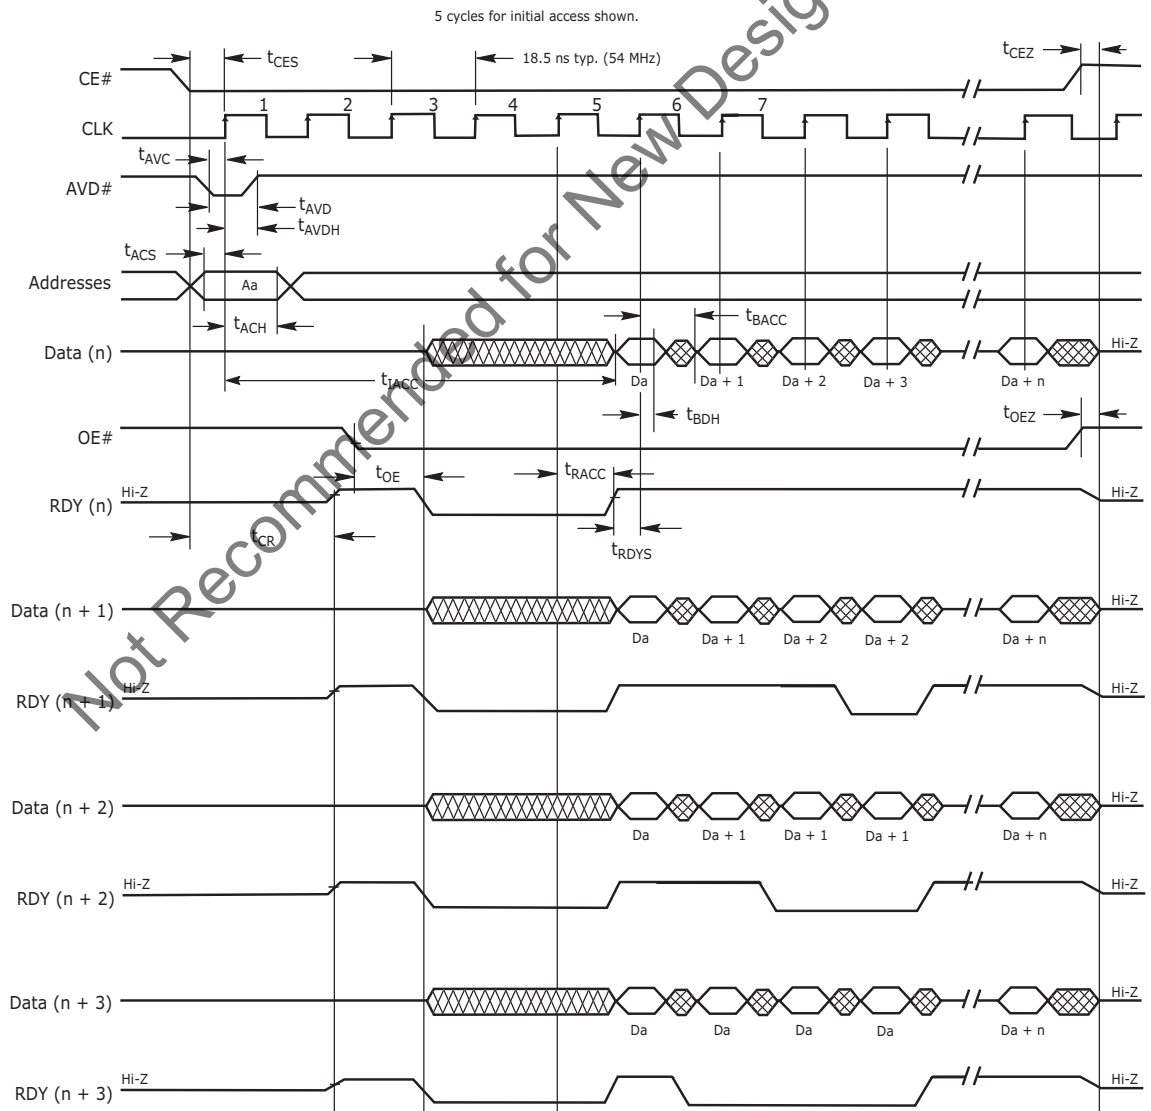 5 cycles for initial access shown.
tCES
18.5 ns typ. (54 MHz)
tCEZ
CE#
1 2 3 4 5 6 7
CLK
tAVC
AVD#
tAVD
tAVDH
tACS
Addresses
Aa
tACH
tBACC
Data (n)
Hi-Z
tIACC
Da Da + 1 Da + 2 Da + 3 Da + n
tBDH
tOEZ
OE#
tOE
tRACC
RDY (n)
Hi-Z
Hi-Z
tCR
tRDYS
Data (n + 1)
Hi-Z
Da Da + 1 Da + 2 Da + 2 Da + n
RDY (n + 1)
Hi-Z
Hi-Z
Data (n + 2)
Hi-Z
Da Da + 1 Da + 1 Da + 1 Da + n
RDY (n + 2)
Hi-Z
Hi-Z
Data (n + 3)
Hi-Z
Da Da Da Da Da + n
RDY (n + 3)
Hi-Z
Hi-Z
Not Recommended for New Desig